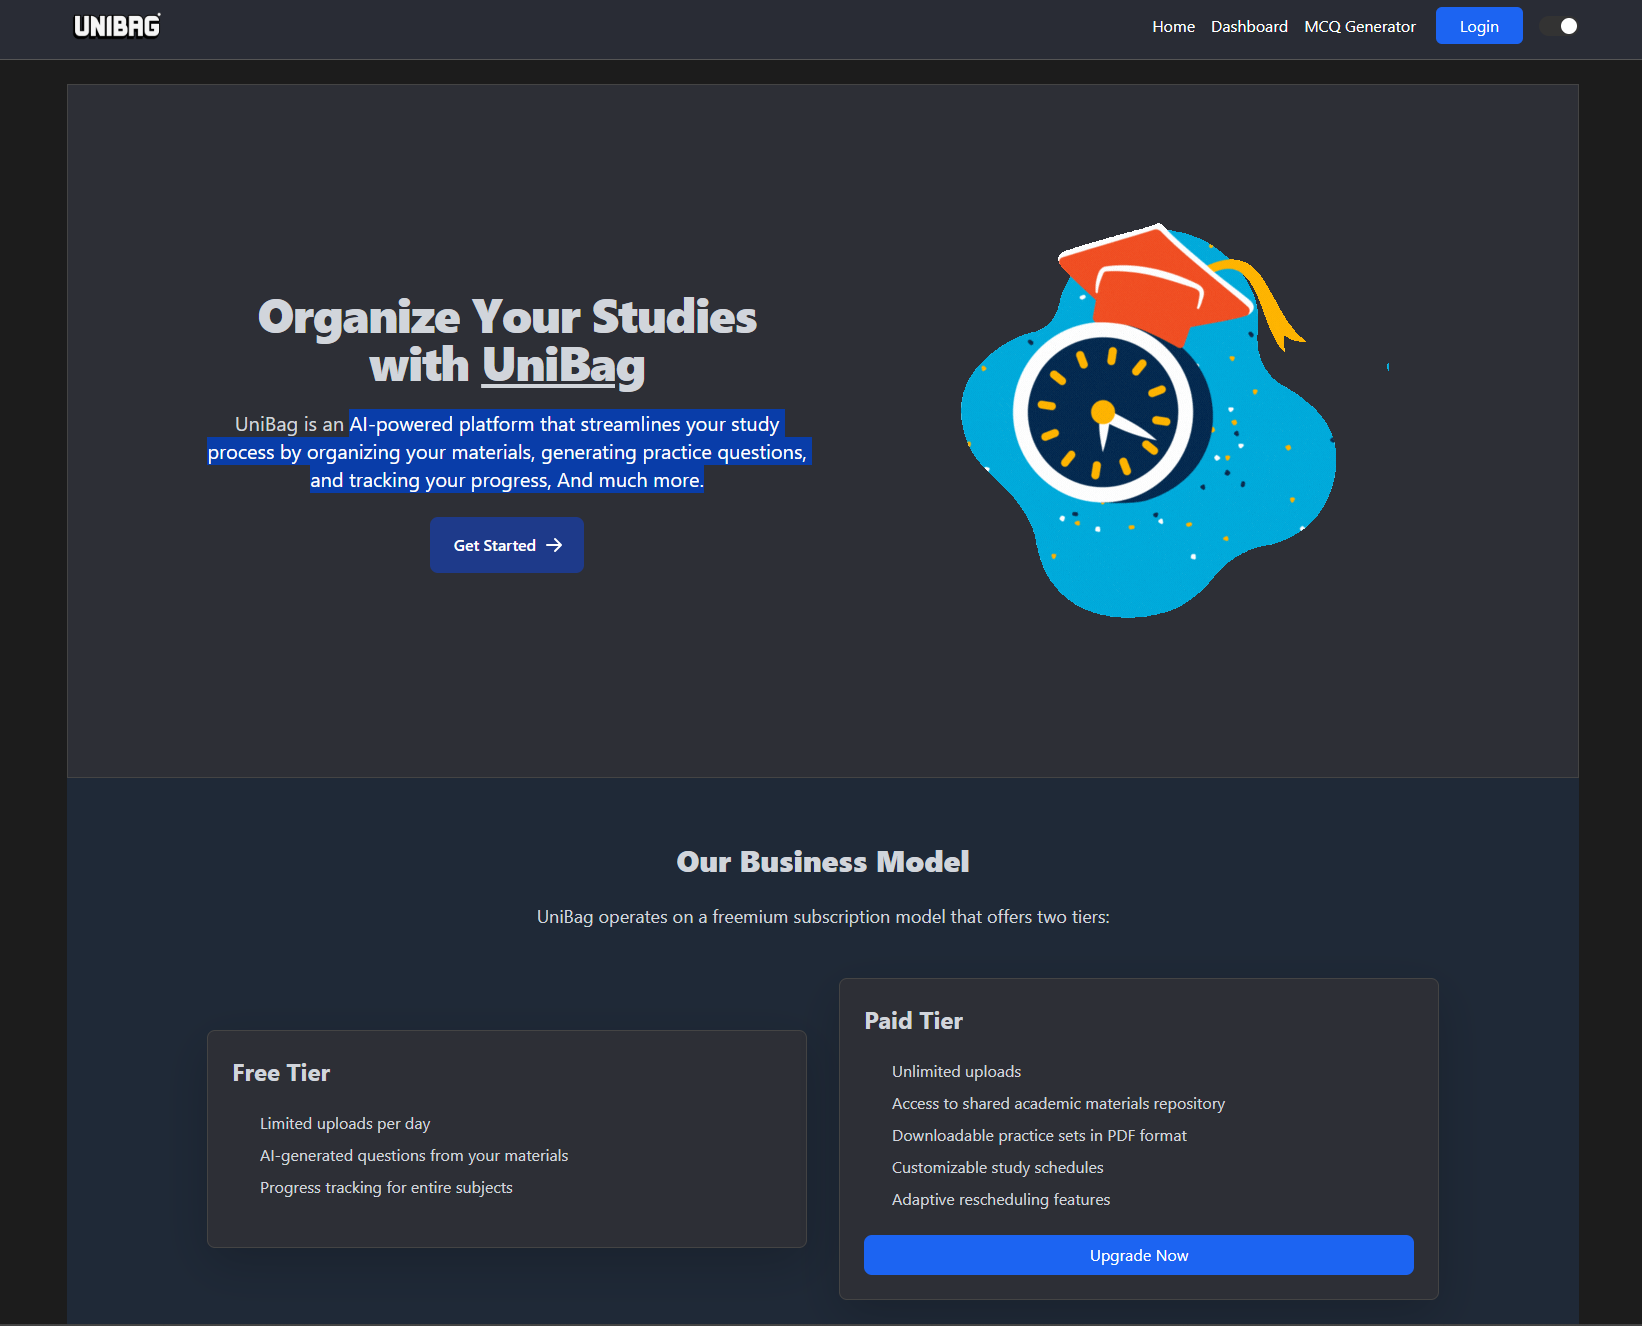 UNIBAG
Home Dashboard MCQ Generator Login
Organize Your Studies
with UniBag
UniBag is an AI-powered platform that streamlines your study
process by organizing your materials, generating practice questions,
and tracking your progress, And much more.
Get Started
Our Business Model
UniBag operates on a freemium subscription model that offers two tiers:
Free Tier
Limited uploads per day
AI-generated questions from your materials
Progress tracking for entire subjects
Paid Tier
Unlimited uploads
Access to shared academic materials repository
Downloadable practice sets in PDF format
Customizable study schedules
Adaptive rescheduling features
Upgrade Now